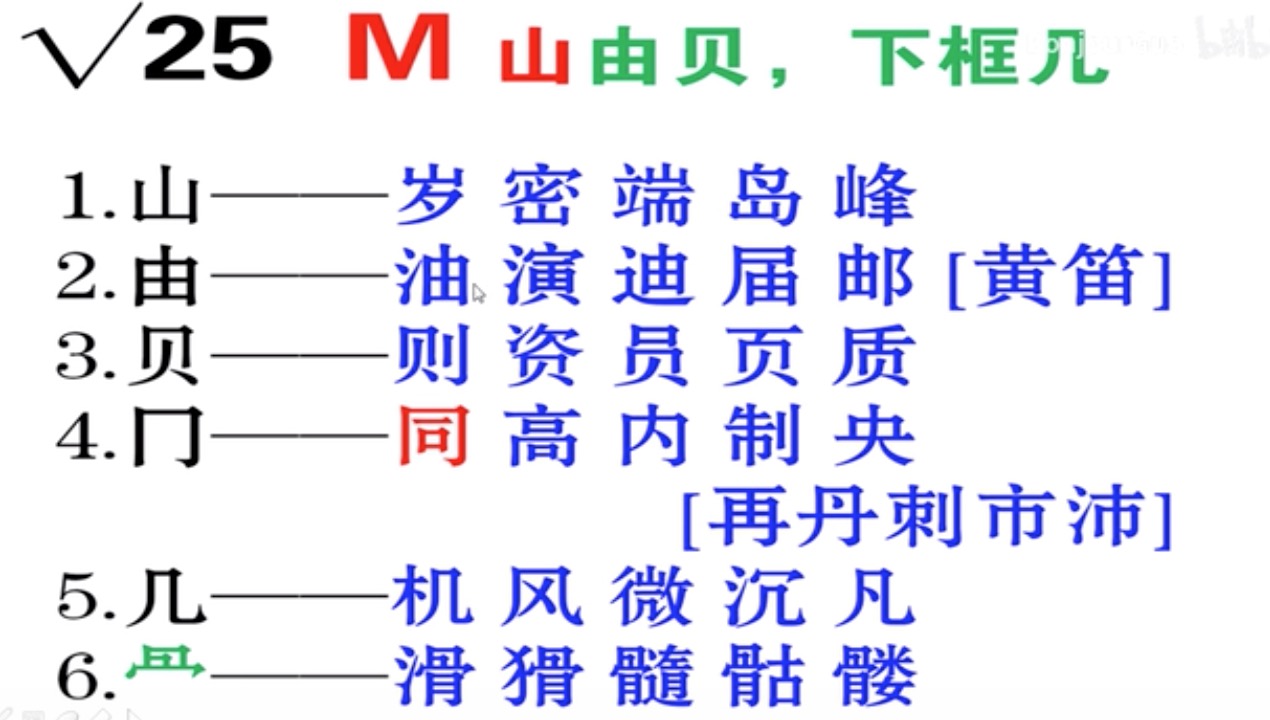 √25 M 山由贝，下框几
1.山———岁 密 端 岛 峰
2.由———油 演 迪 届 邮 [黄笛]
3.贝———则 资 员 页 质
4.冂———同 高 内 制 央
[再丹刺市沛]
5.几———机 风 微 沉 凡
6.⺫———滑 猾 髓 骷 髅